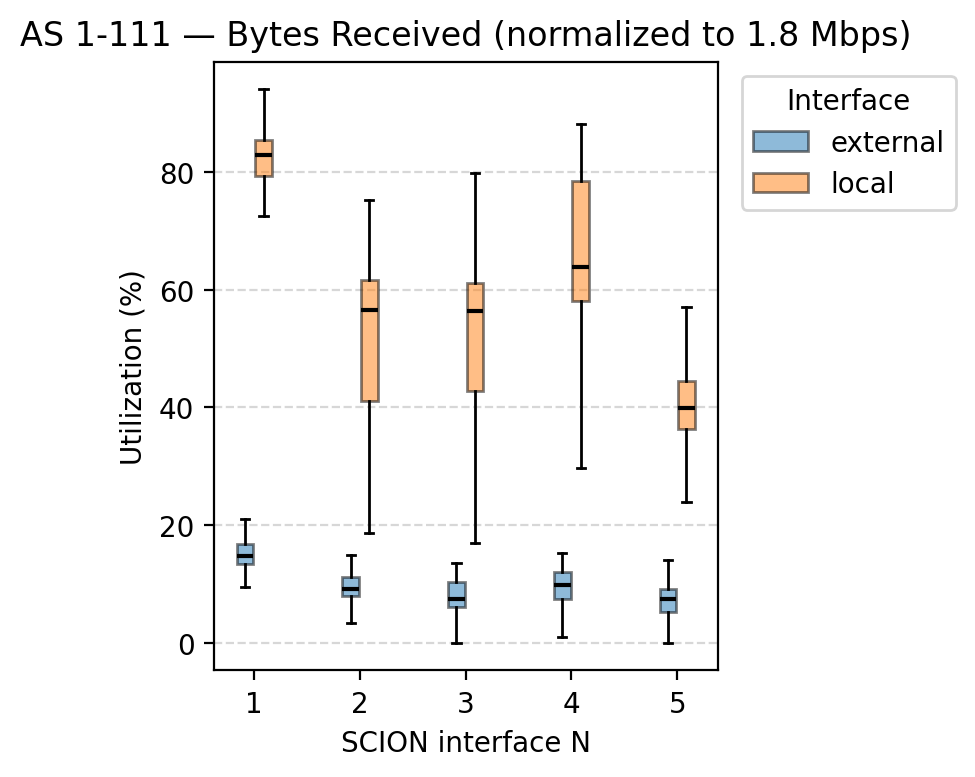 AS 1-111 — Bytes Received (normalized to 1.8 Mbps)
Interface
external
local
Utilization (%)
80
60
40
20
0
1 2 3 4 5
SCION interface N